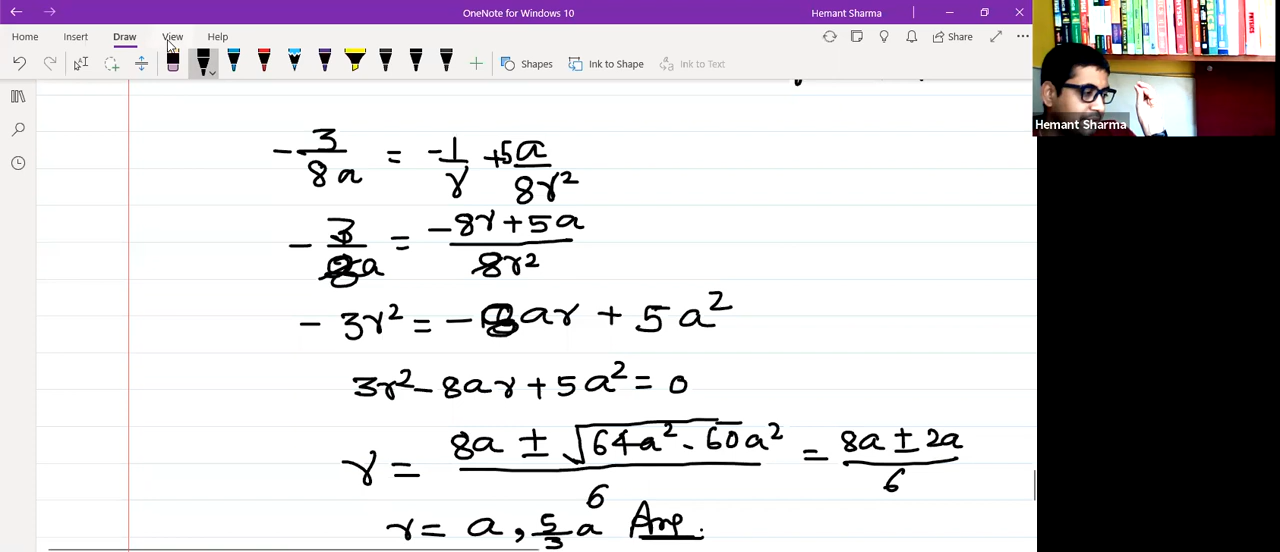 OneNote for Windows 10
Hemant Sharma
Home Insert Draw View Help
Share
Shapes Ink to Shape Ink to Text
Hemant Sharma
-3/8a = -1/r + 5a/8r²
-3/8a = (-8r + 5a)/8r²
-3r² = -8ar + 5a²
3r² - 8ar + 5a² = 0
r = (8a ± √(64a² - 60a²))/6 = (8a ± 2a)/6
r = a, 5/3 a Ans.